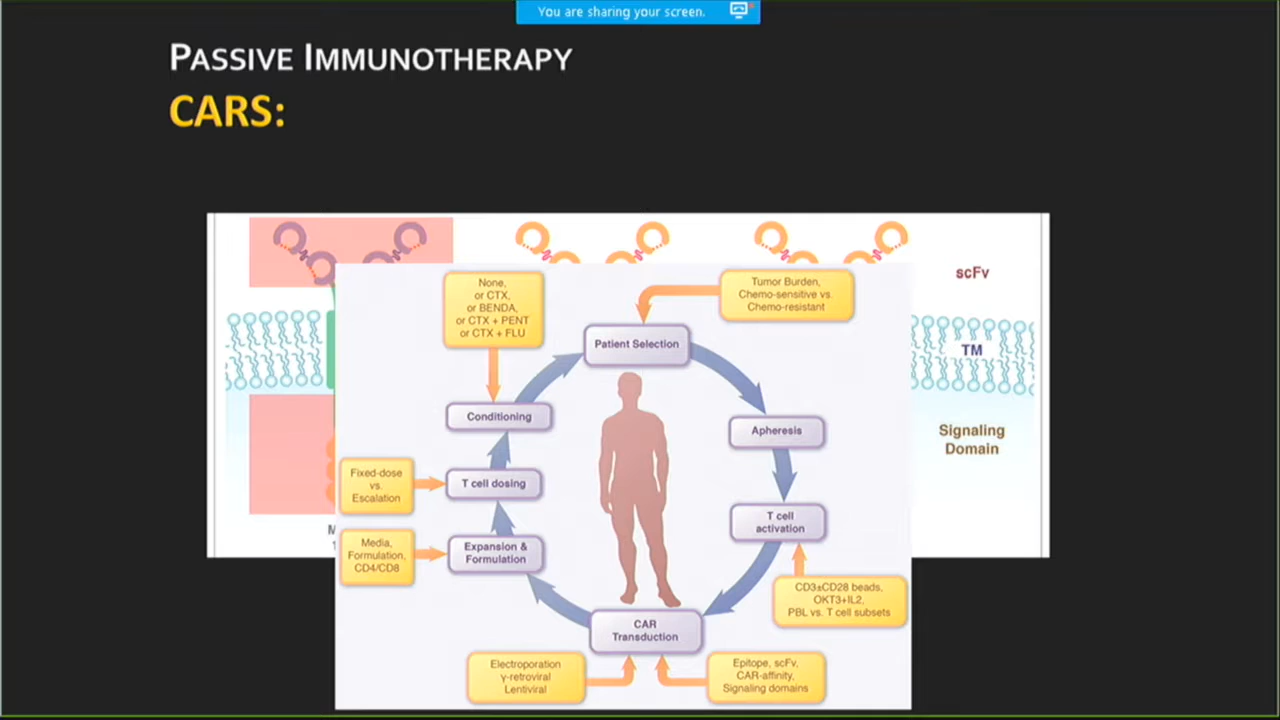 You are sharing your screen.
PASSIVE IMMUNOTHERAPY
CARS:
scFv
TM
Signaling
Domain
None,
or CTX,
or BENDA,
or CTX + PENT
or CTX + FLU
Tumor Burden,
Chemo-sensitive vs.
Chemo-resistant
Patient Selection
Conditioning
Apheresis
Fixed-dose
vs.
Escalation
T cell dosing
T cell
activation
Media,
Formulation,
CD4/CD8
Expansion &
Formulation
CD3±CD28 beads,
OKT3+IL2,
PBL vs. T cell subsets
CAR
Transduction
Electroporation
γ-retroviral
Lentiviral
Epitope, scFv,
CAR-affinity,
Signaling domains